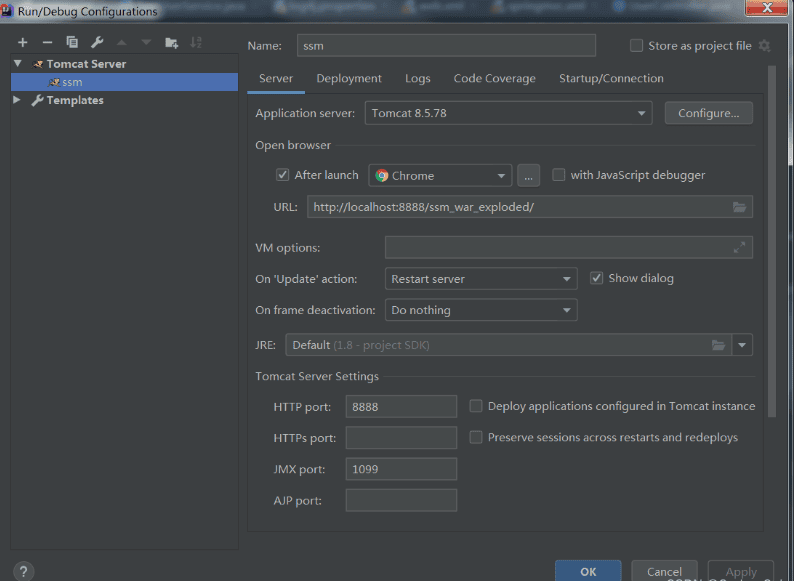 Run/Debug Configurations
Name: ssm Store as project file
Tomcat Server
ssm
Templates
Server Deployment Logs Code Coverage Startup/Connection
Application server: Tomcat 8.5.78 Configure...
Open browser
After launch Chrome ... with JavaScript debugger
URL: http://localhost:8888/ssm_war_exploded/
VM options:
On 'Update' action: Restart server Show dialog
On frame deactivation: Do nothing
JRE: Default (1.8 - project SDK)
Tomcat Server Settings
HTTP port: 8888 Deploy applications configured in Tomcat instance
HTTPs port: Preserve sessions across restarts and redeploys
JMX port: 1099
AJP port:
? OK Cancel Apply